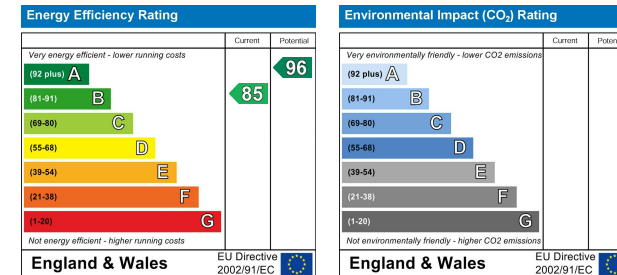 Energy Efficiency Rating
Current Potential
Very energy efficient - lower running costs
(92 plus) A
96
(81-91) B
85
(69-80) C
(55-68) D
(39-54) E
(21-38) F
(1-20) G
Not energy efficient - higher running costs
England & Wales
EU Directive
2002/91/EC
Environmental Impact (CO₂) Rating
Current Poten
Very environmentally friendly - lower CO2 emissions
(92 plus) A
(81-91) B
(69-80) C
(55-68) D
(39-54) E
(21-38) F
(1-20) G
Not environmentally friendly - higher CO2 emissions
England & Wales
EU Directive
2002/91/EC